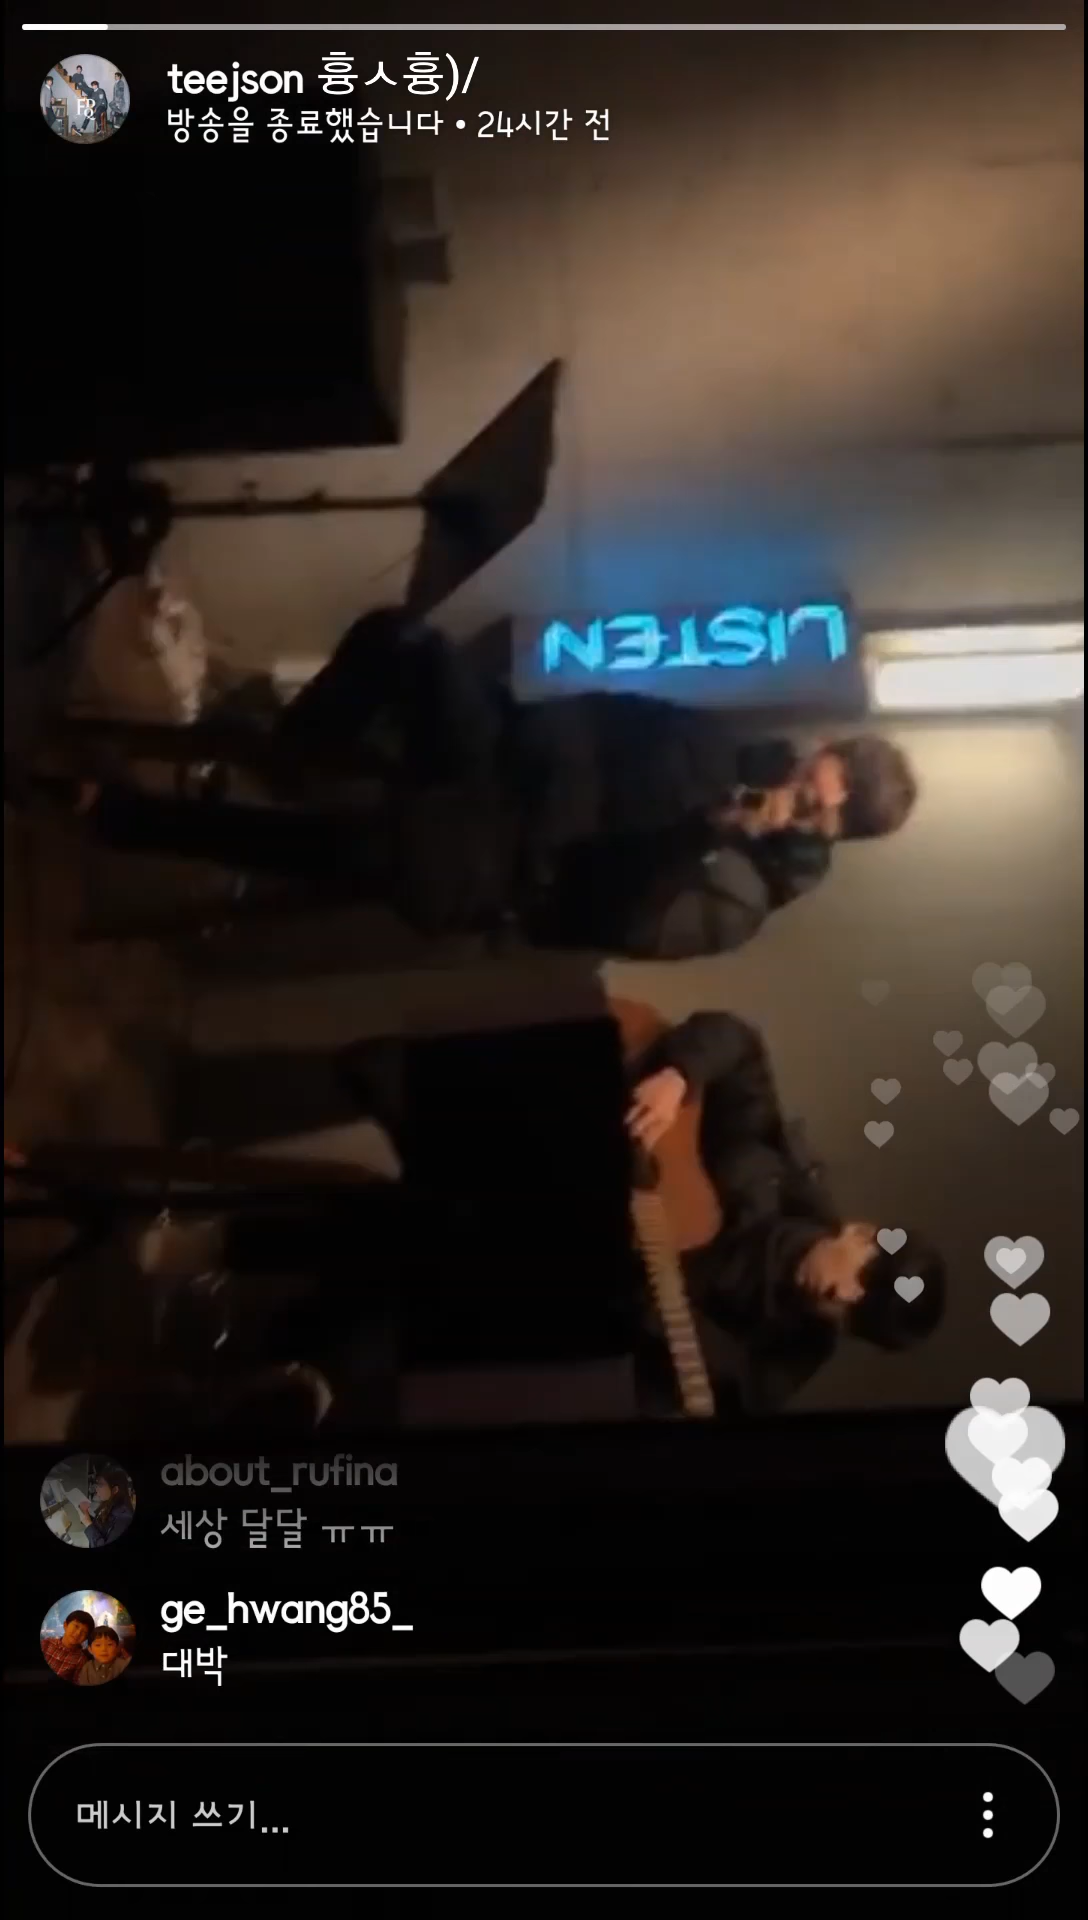 teejson 흉ㅅ흉)/
방송을 종료했습니다 • 24시간 전
LISTEN
about_rufina
세상 달달 ㅠㅠ
ge_hwang85_
대박
메시지 쓰기...